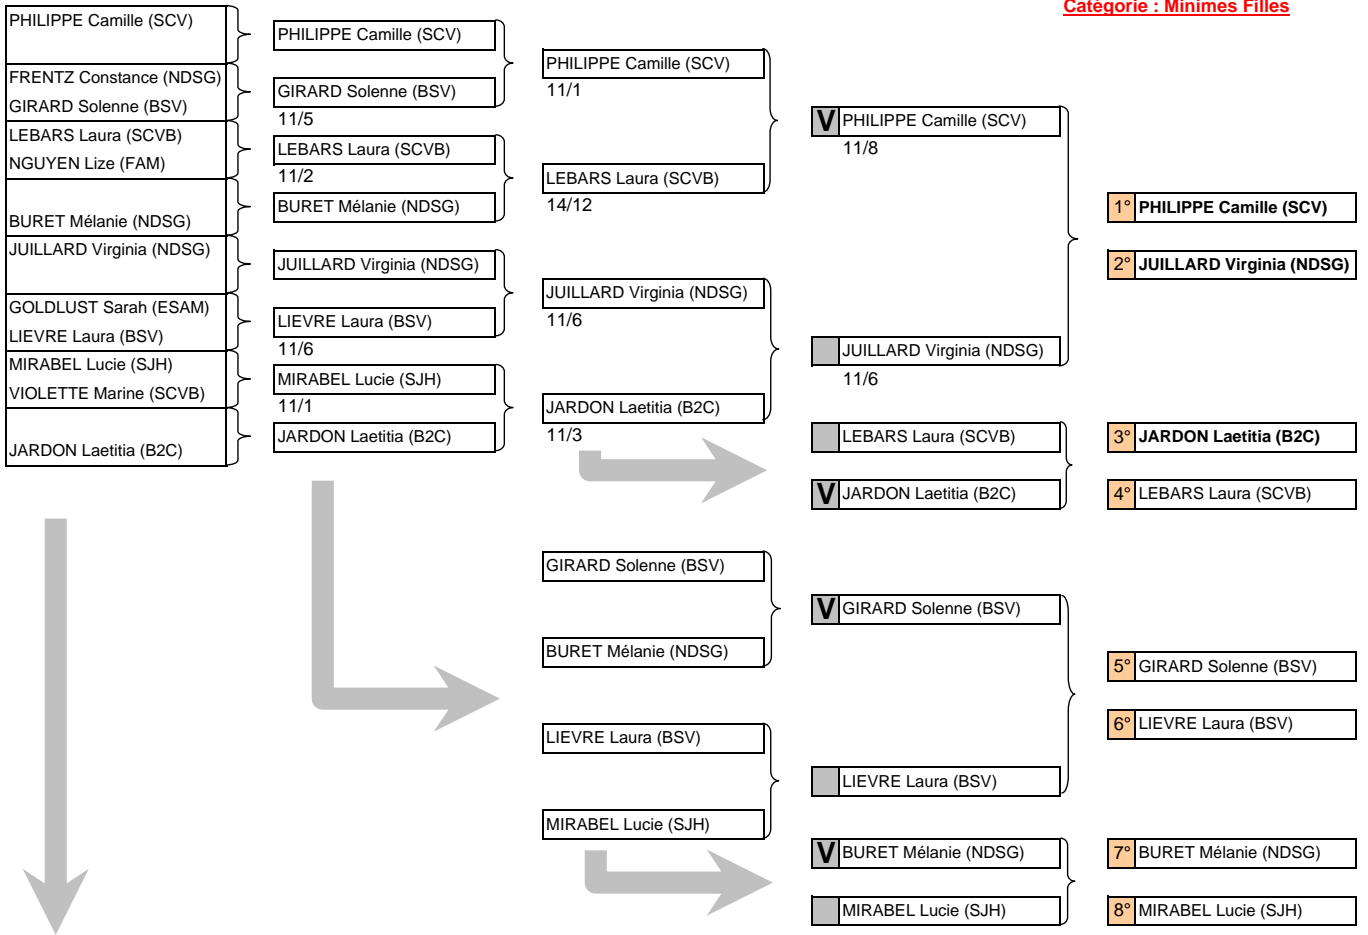 Catégorie : Minimes Filles
PHILIPPE Camille (SCV)
FRENTZ Constance (NDSG)
GIRARD Solenne (BSV)
LEBARS Laura (SCVB)
NGUYEN Lize (FAM)
BURET Mélanie (NDSG)
JUILLARD Virginia (NDSG)
GOLDLUST Sarah (ESAM)
LIEVRE Laura (BSV)
MIRABEL Lucie (SJH)
VIOLETTE Marine (SCVB)
JARDON Laetitia (B2C)
PHILIPPE Camille (SCV)
GIRARD Solenne (BSV)
11/5
LEBARS Laura (SCVB)
11/2
BURET Mélanie (NDSG)
JUILLARD Virginia (NDSG)
LIEVRE Laura (BSV)
11/6
MIRABEL Lucie (SJH)
11/1
JARDON Laetitia (B2C)
PHILIPPE Camille (SCV)
11/1
LEBARS Laura (SCVB)
14/12
JUILLARD Virginia (NDSG)
11/6
JARDON Laetitia (B2C)
11/3
GIRARD Solenne (BSV)
BURET Mélanie (NDSG)
LIEVRE Laura (BSV)
MIRABEL Lucie (SJH)
V PHILIPPE Camille (SCV)
11/8
JUILLARD Virginia (NDSG)
11/6
LEBARS Laura (SCVB)
V JARDON Laetitia (B2C)
V GIRARD Solenne (BSV)
LIEVRE Laura (BSV)
V BURET Mélanie (NDSG)
MIRABEL Lucie (SJH)
1° PHILIPPE Camille (SCV)
2° JUILLARD Virginia (NDSG)
3° JARDON Laetitia (B2C)
4° LEBARS Laura (SCVB)
5° GIRARD Solenne (BSV)
6° LIEVRE Laura (BSV)
7° BURET Mélanie (NDSG)
8° MIRABEL Lucie (SJH)